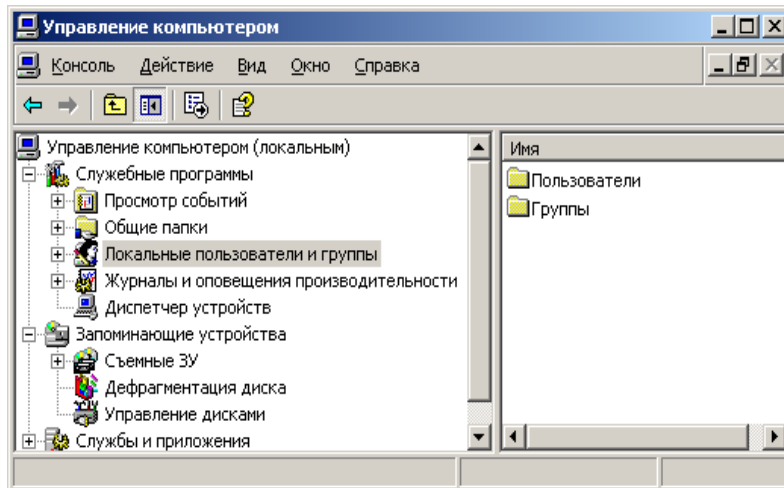 Управление компьютером
Консоль Действие Вид Окно Справка
Управление компьютером (локальным)
Служебные программы
Просмотр событий
Общие папки
Локальные пользователи и группы
Журналы и оповещения производительности
Диспетчер устройств
Запоминающие устройства
Съемные ЗУ
Дефрагментация диска
Управление дисками
Службы и приложения
Имя
Пользователи
Группы